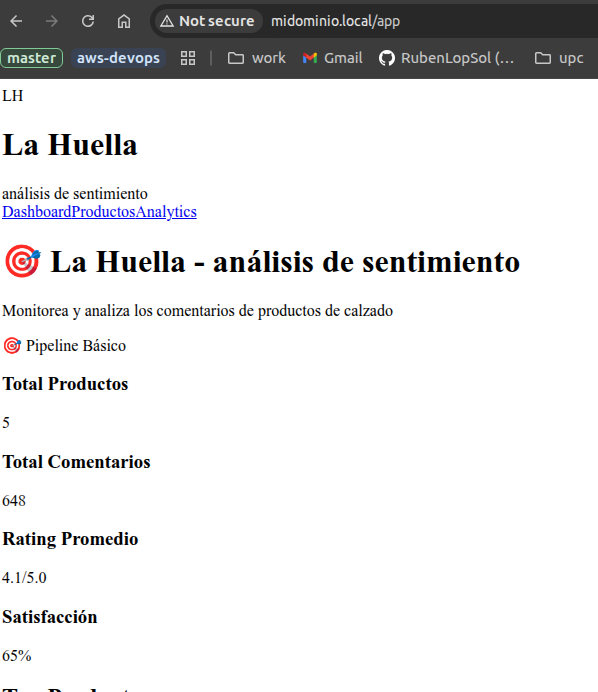 Not secure midominio.local/app
master aws-devops work Gmail RubenLopSol (... upc
LH
La Huella
análisis de sentimiento
DashboardProductosAnalytics
🎯 La Huella - análisis de sentimiento
Monitorea y analiza los comentarios de productos de calzado
🎯 Pipeline Básico
Total Productos
5
Total Comentarios
648
Rating Promedio
4.1/5.0
Satisfacción
65%